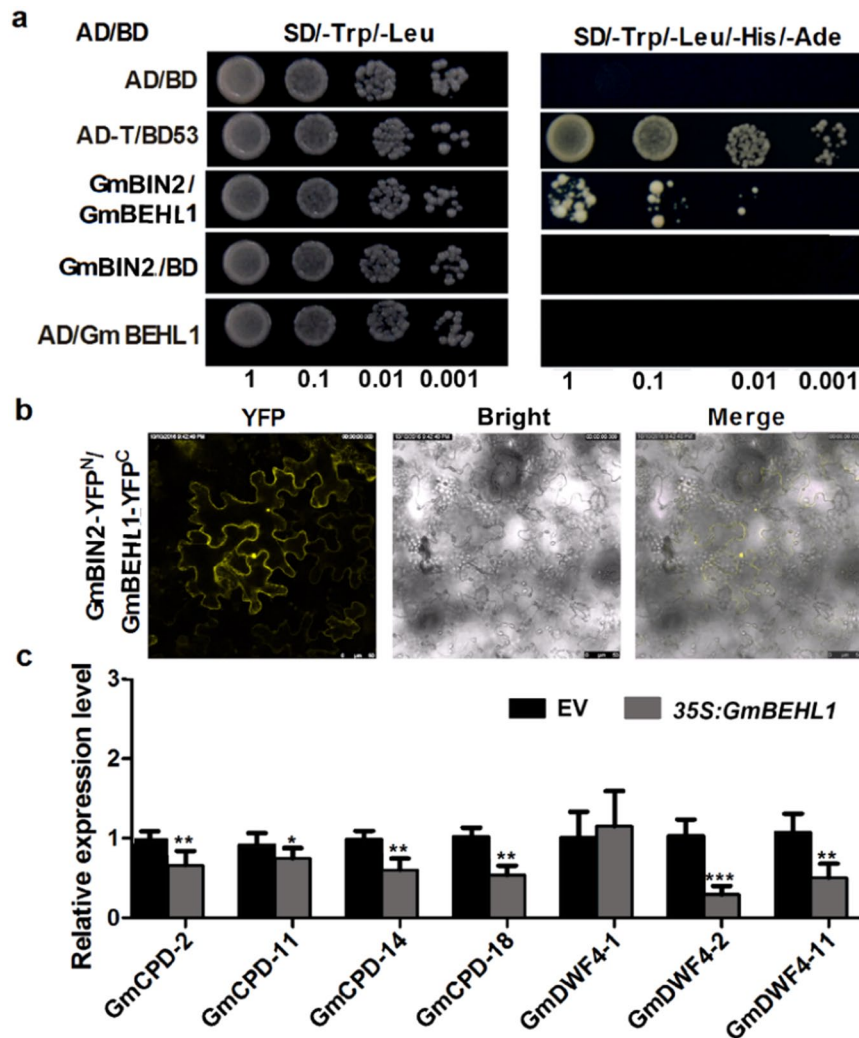 a
AD/BD
SD/-Trp/-Leu
SD/-Trp/-Leu/-His/-Ade
AD/BD
AD-T/BD53
GmBIN2/
GmBEHL1
GmBIN2/BD
AD/GmBEHL1
1 0.1 0.01 0.001
1 0.1 0.01 0.001
b
YFP
Bright
Merge
GmBIN2-YFPᴺ/
GmBEHL1-YFPᶜ
c
Relative expression level
3
2
1
0
EV
35S:GmBEHL1
** * ** ** *** **
GmCPD-2
GmCPD-11
GmCPD-14
GmCPD-18
GmDWF4-1
GmDWF4-2
GmDWF4-11